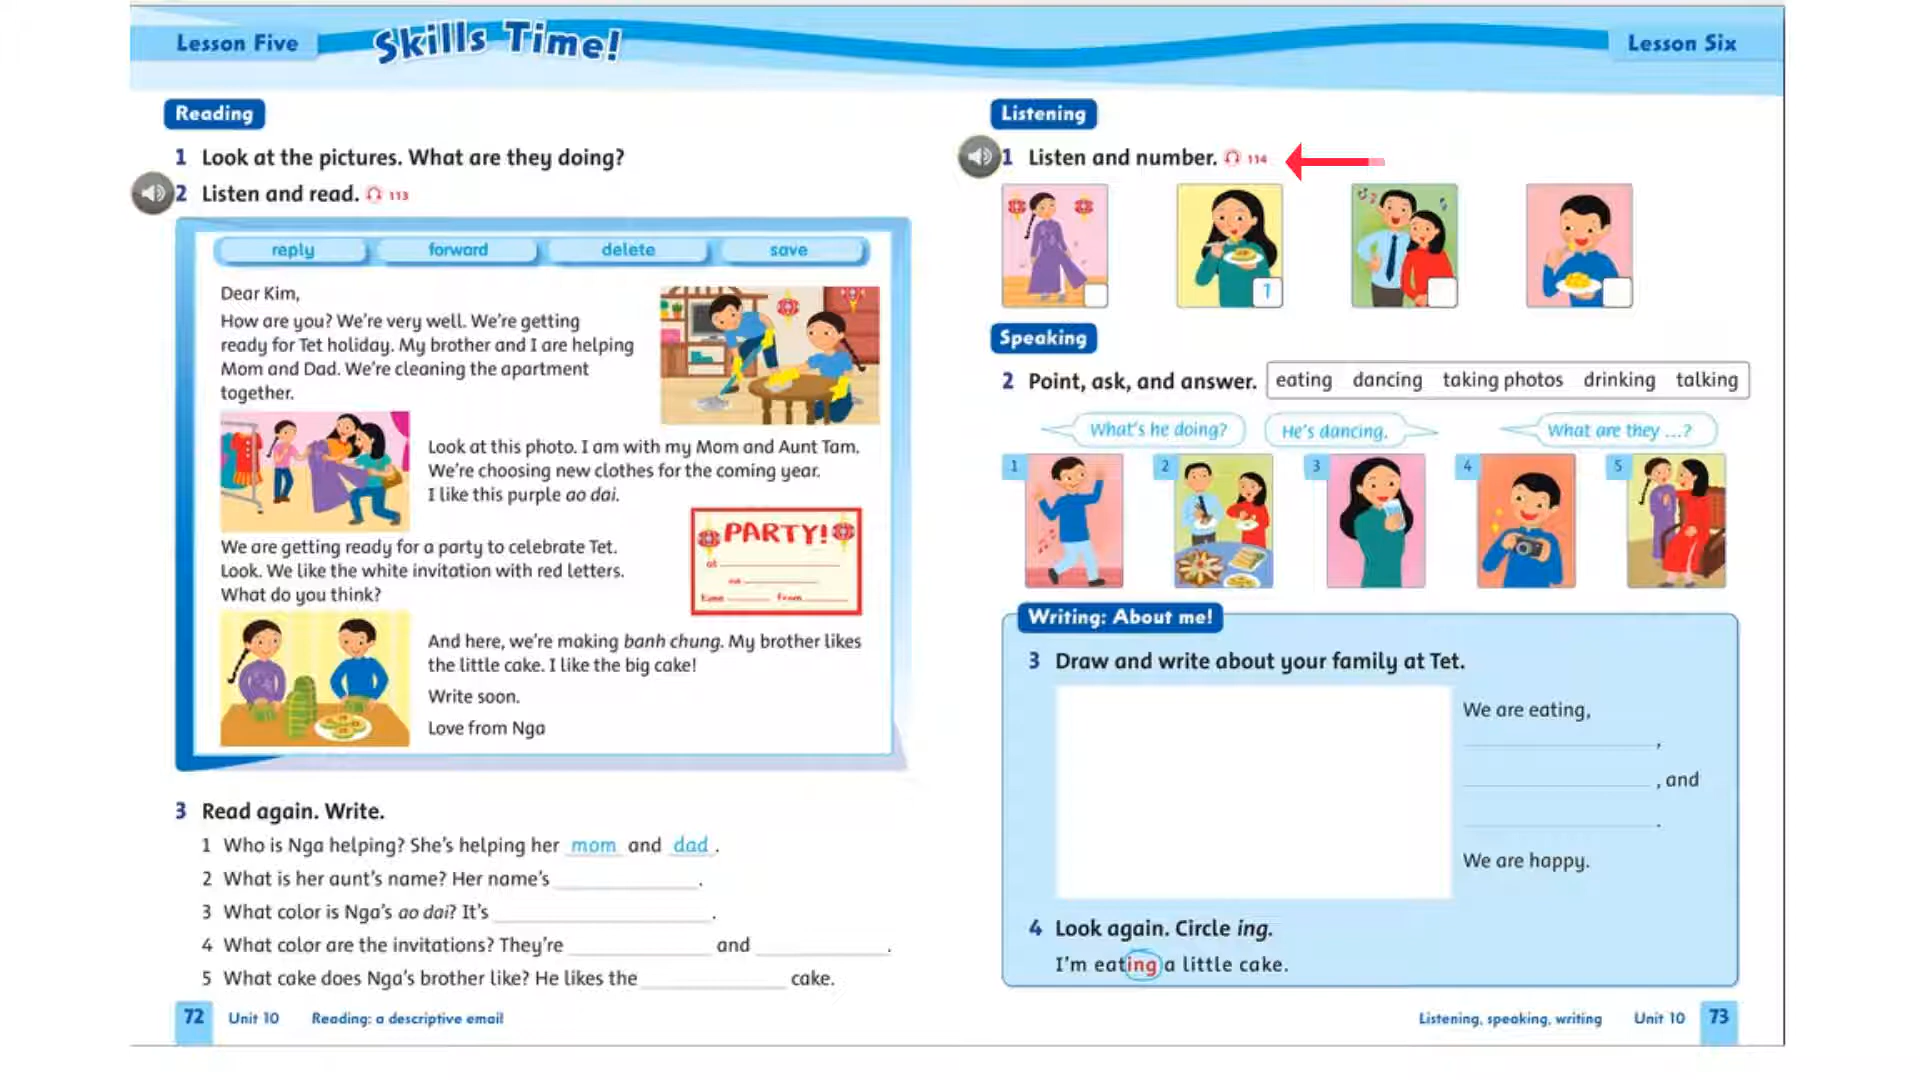 Lesson Five
Skills Time!
Lesson Six
Reading
1 Look at the pictures. What are they doing?
2 Listen and read. 113
reply forward delete save
Dear Kim,
How are you? We're very well. We're getting
ready for Tet holiday. My brother and I are helping
Mom and Dad. We're cleaning the apartment
together.
Look at this photo. I am with my Mom and Aunt Tam.
We're choosing new clothes for the coming year.
I like this purple ao dai.
We are getting ready for a party to celebrate Tet.
Look. We like the white invitation with red letters.
What do you think?
PARTY!
at
on
time from
And here, we're making banh chung. My brother likes
the little cake. I like the big cake!
Write soon.
Love from Nga
3 Read again. Write.
1 Who is Nga helping? She's helping her mom and dad.
2 What is her aunt's name? Her name's ____.
3 What color is Nga's ao dai? It's ____.
4 What color are the invitations? They're ____ and ____.
5 What cake does Nga's brother like? He likes the ____ cake.
72 Unit 10 Reading: a descriptive email
Listening
1 Listen and number. 114
1
Speaking
2 Point, ask, and answer. eating dancing taking photos drinking talking
What's he doing? He's dancing. What are they ...?
1 2 3 4 5
Writing: About me!
3 Draw and write about your family at Tet.
We are eating,
____,
____, and
____.
We are happy.
4 Look again. Circle ing.
I'm eating a little cake.
Listening, speaking, writing Unit 10 73